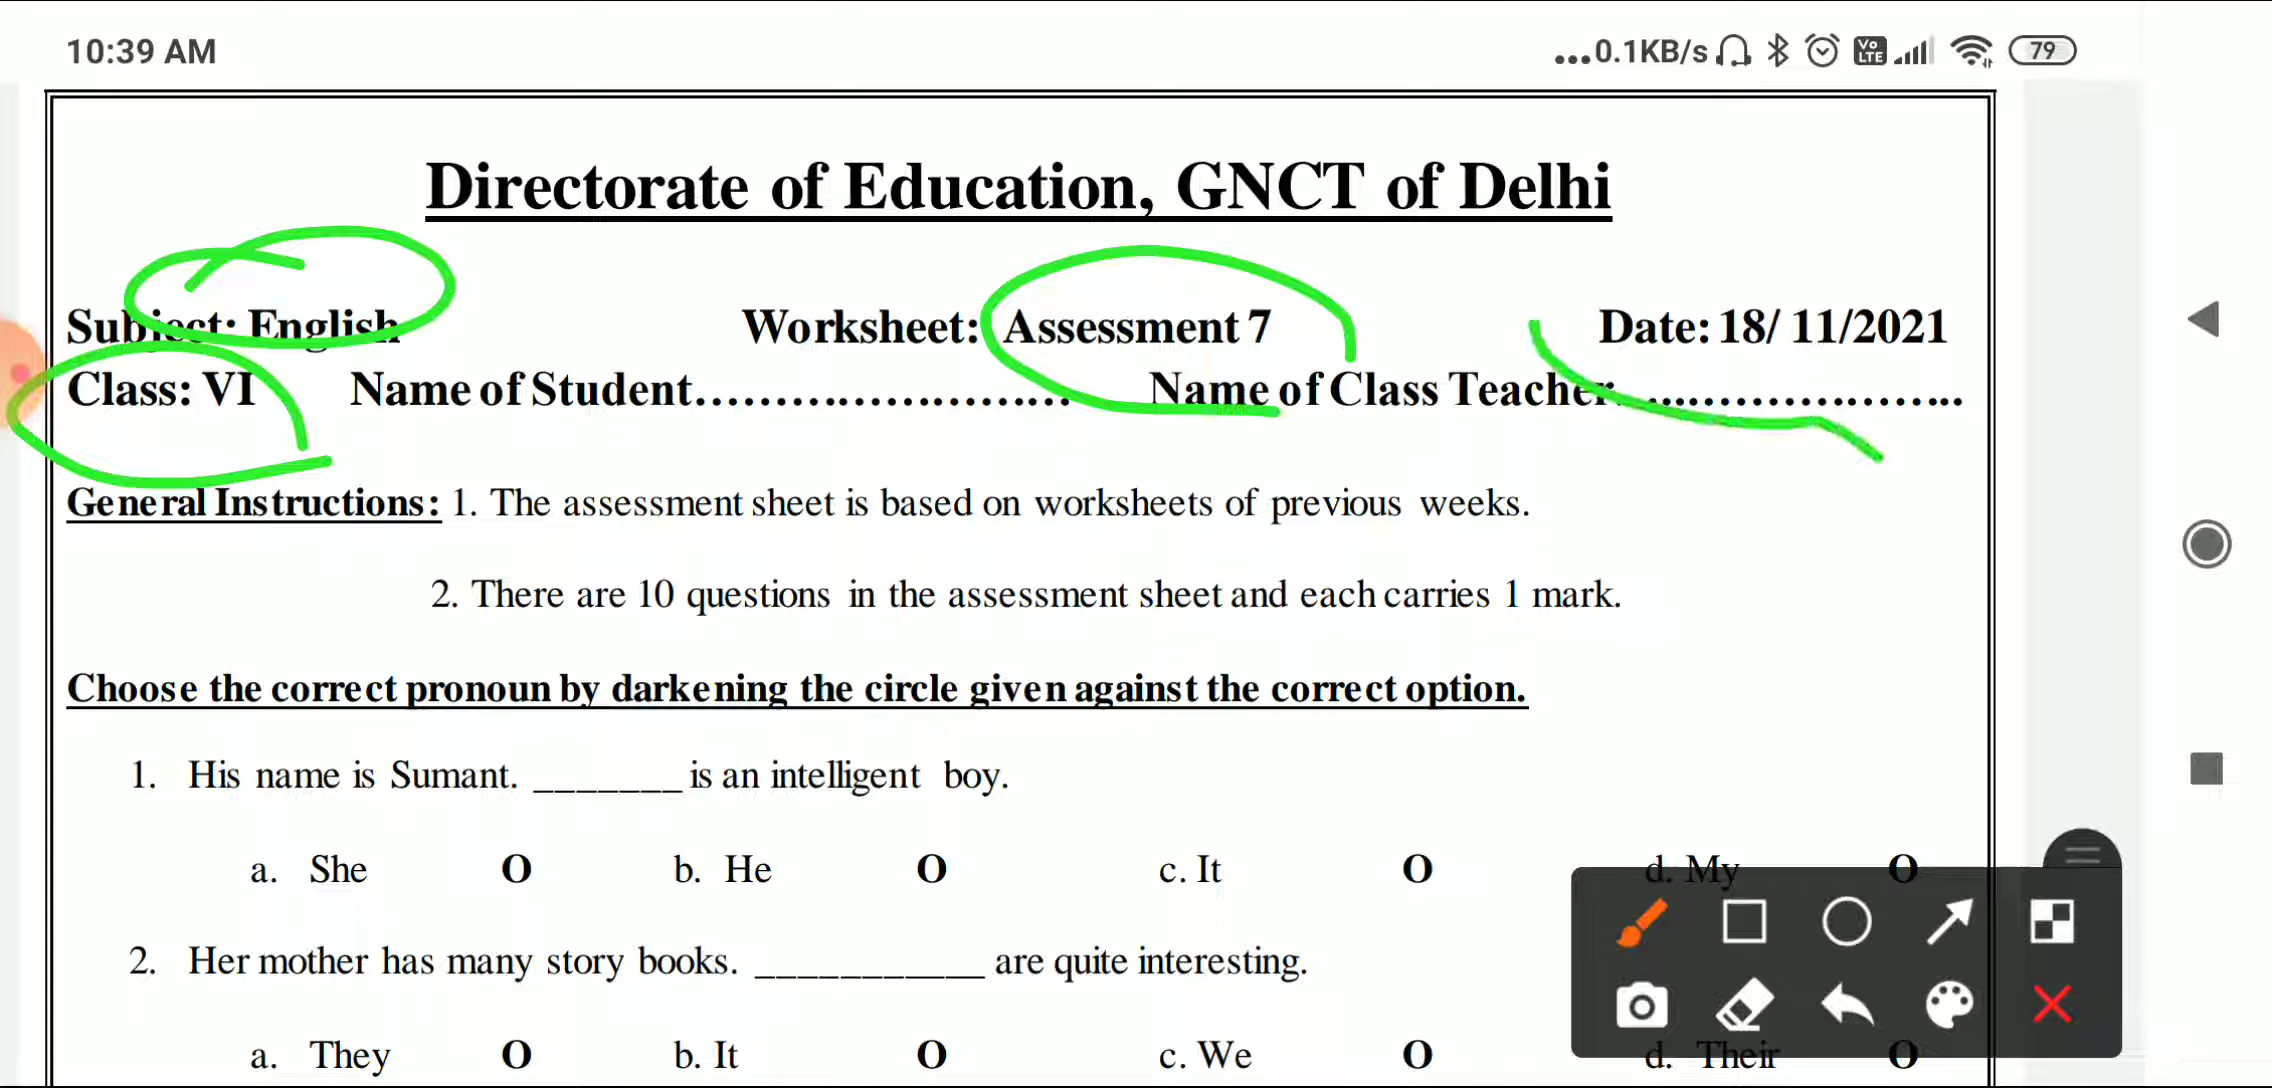 10:39 AM ...0.1KB/s Vo LTE 79
Directorate of Education, GNCT of Delhi
Subject: English Worksheet: Assessment 7 Date: 18/ 11/2021
Class: VI Name of Student........................ Name of Class Teacher.......................
General Instructions: 1. The assessment sheet is based on worksheets of previous weeks.
2. There are 10 questions in the assessment sheet and each carries 1 mark.
Choose the correct pronoun by darkening the circle given against the correct option.
1. His name is Sumant. _______ is an intelligent boy.
a. She O b. He O c. It O d. My O
2. Her mother has many story books. ___________ are quite interesting.
a. They O b. It O c. We O d. Their O